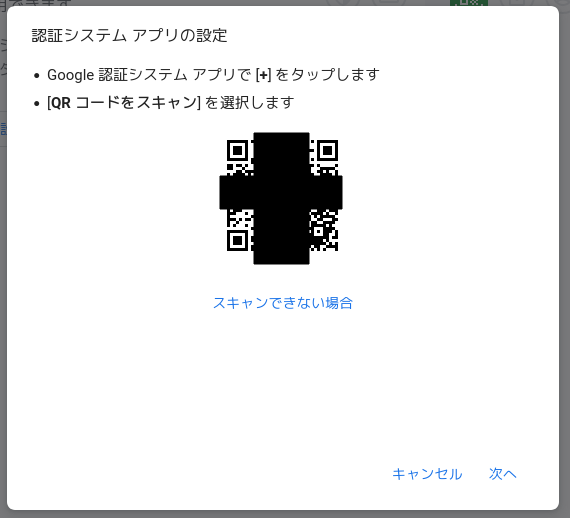 認証システム アプリの設定
• Google 認証システム アプリで [+] をタップします
• [QR コードをスキャン] を選択します
スキャンできない場合
キャンセル 次へ